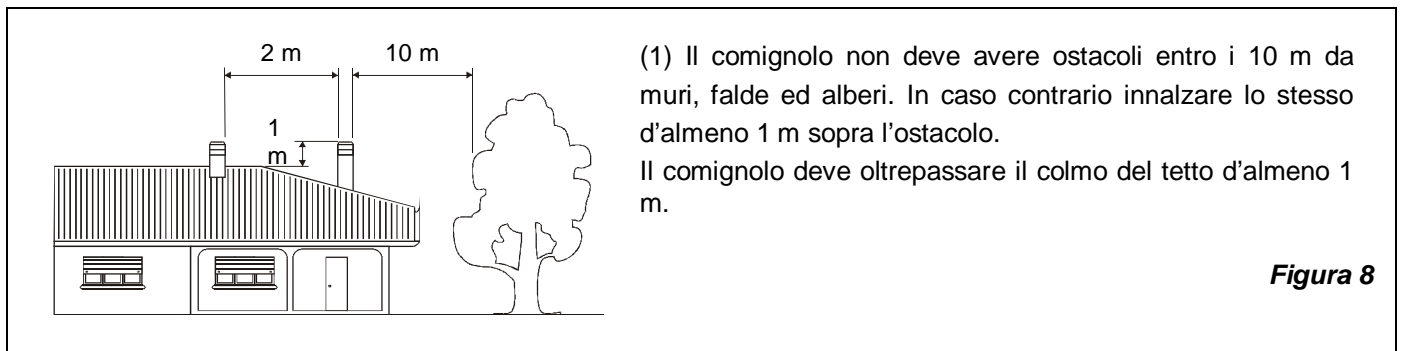 2 m
10 m
1
m
(1) Il comignolo non deve avere ostacoli entro i 10 m da
muri, falde ed alberi. In caso contrario innalzare lo stesso
d’almeno 1 m sopra l’ostacolo.
Il comignolo deve oltrepassare il colmo del tetto d’almeno 1
m.
Figura 8